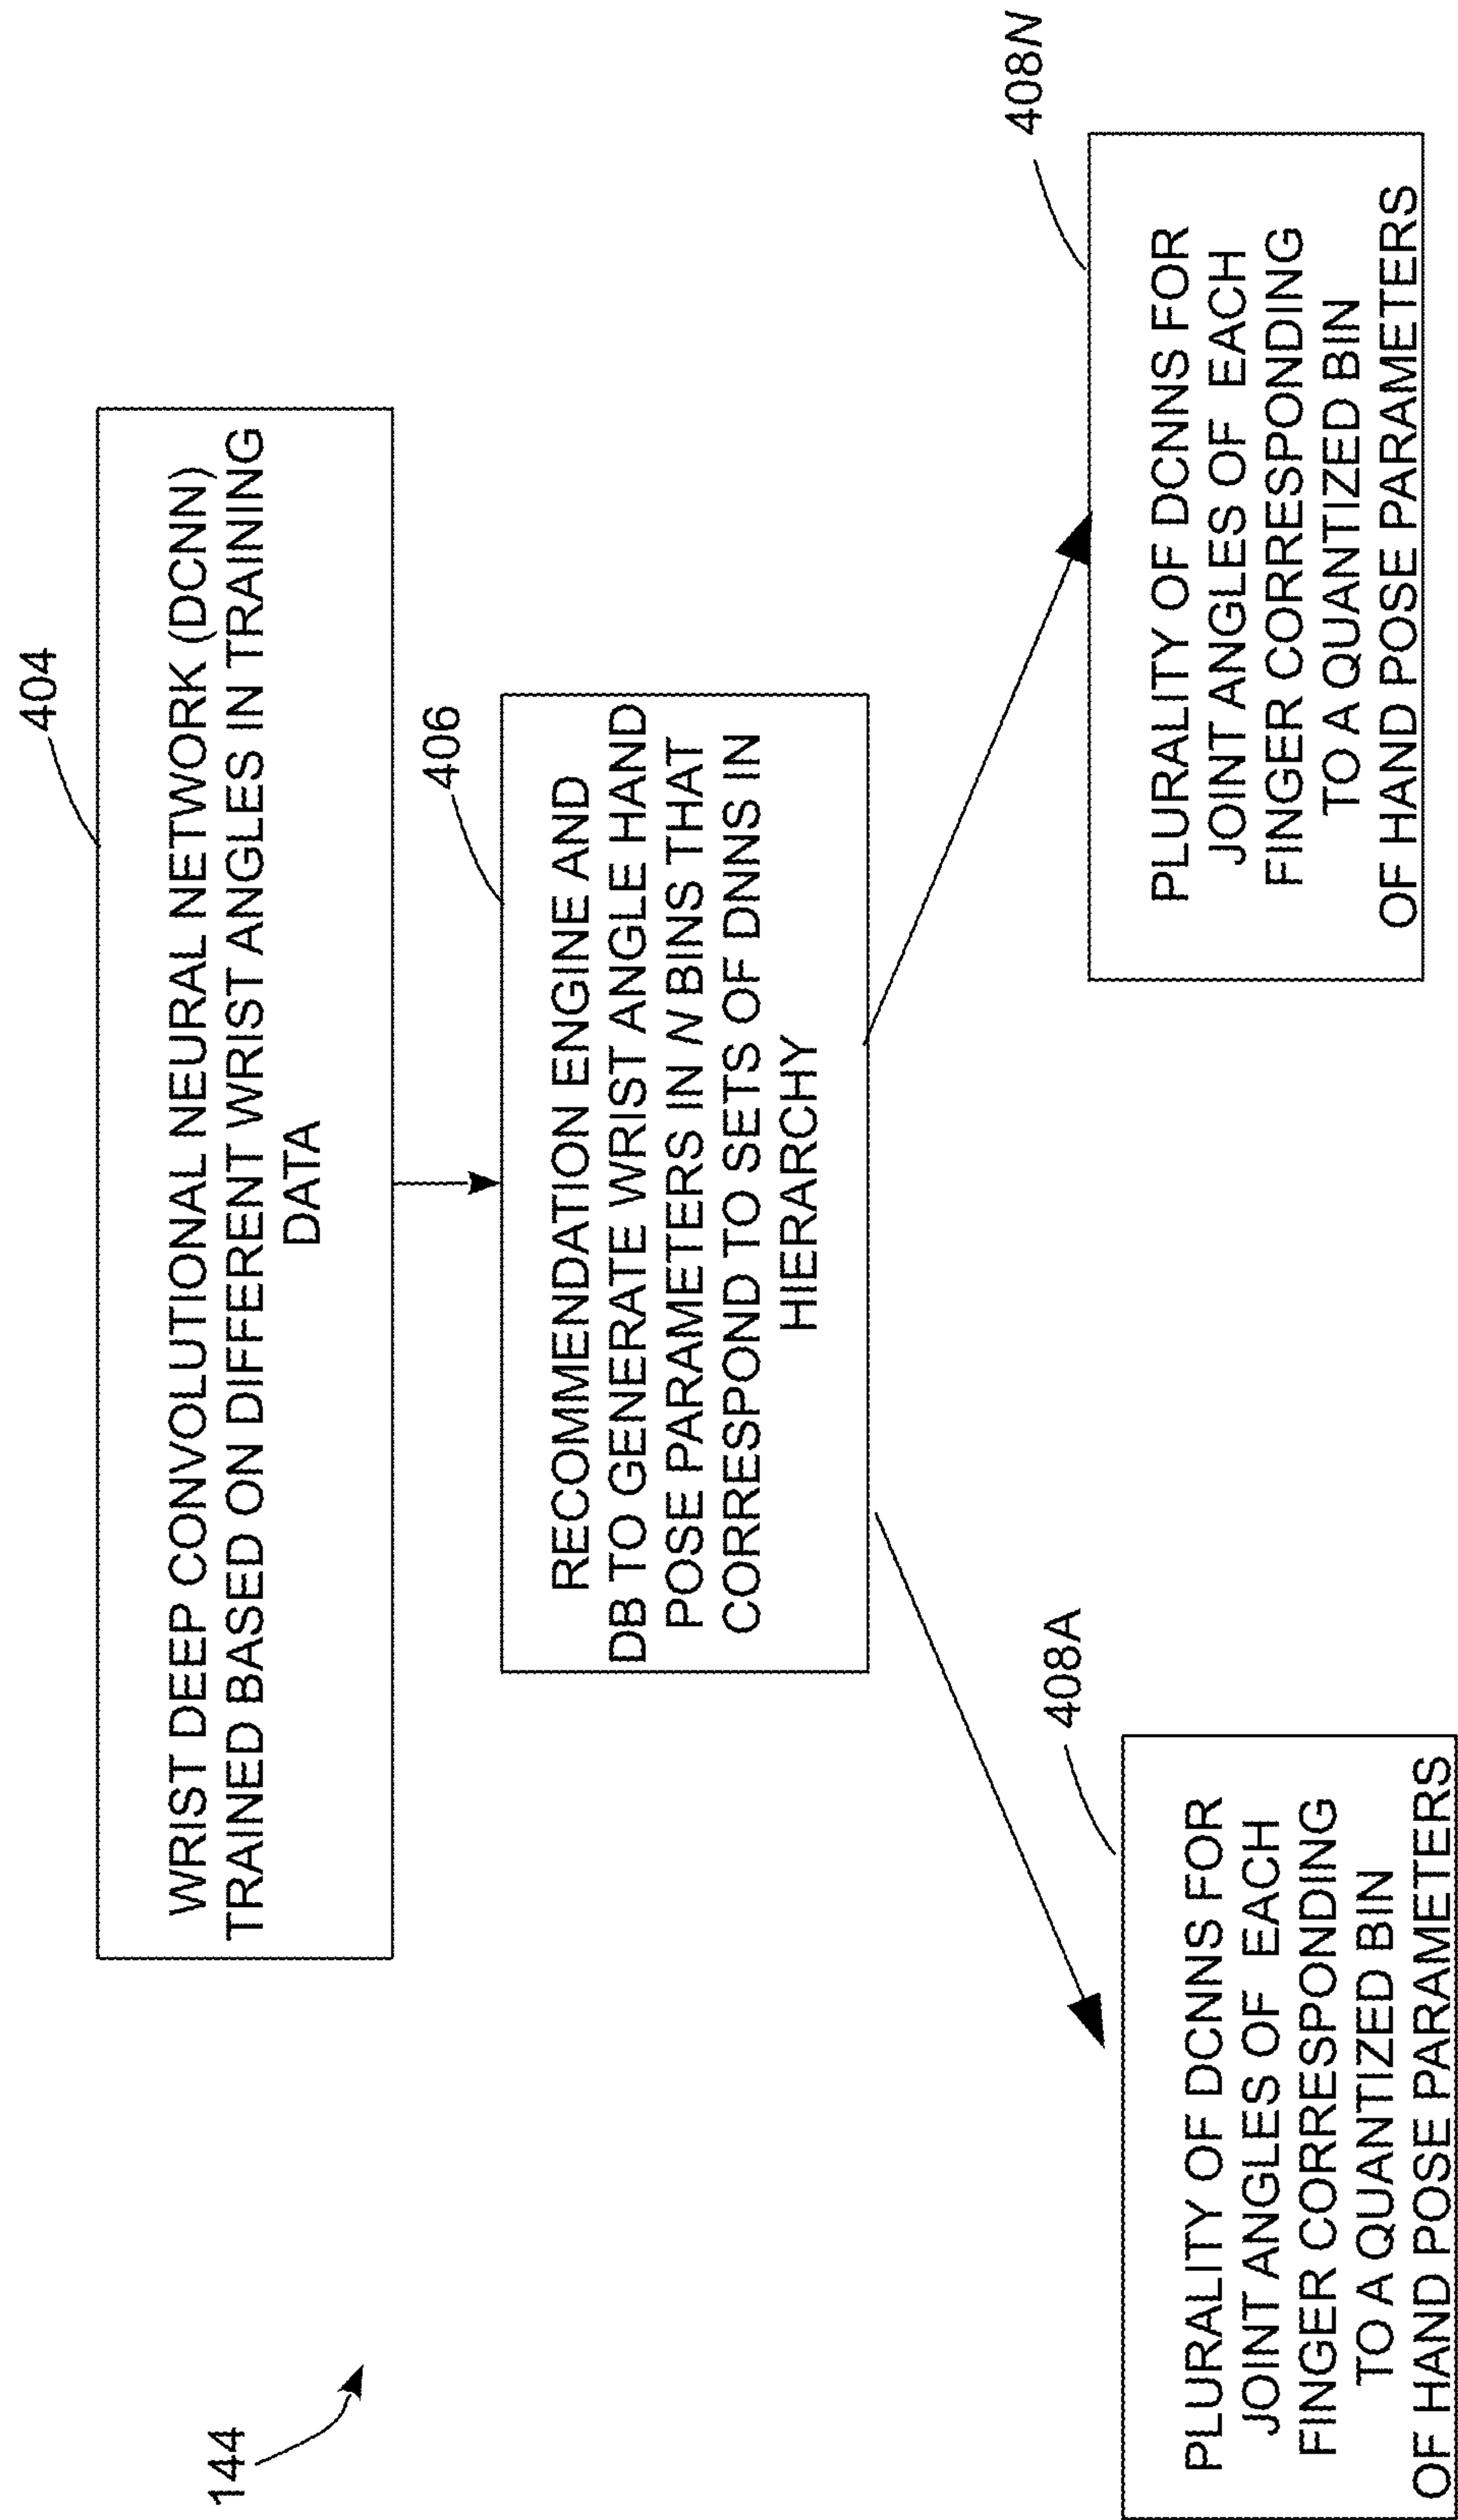 144
404
WRIST DEEP CONVOLUTIONAL NEURAL NETWORK (DCNN)
TRAINED BASED ON DIFFERENT WRIST ANGLES IN TRAINING
DATA
406
RECOMMENDATION ENGINE AND
DB TO GENERATE WRIST ANGLE HAND
POSE PARAMETERS IN N BINS THAT
CORRESPOND TO SETS OF DNNS IN
HIERARCHY
408A
PLURALITY OF DCNNS FOR
JOINT ANGLES OF EACH
FINGER CORRESPONDING
TO A QUANTIZED BIN
OF HAND POSE PARAMETERS
408N
PLURALITY OF DCNNS FOR
JOINT ANGLES OF EACH
FINGER CORRESPONDING
TO A QUANTIZED BIN
OF HAND POSE PARAMETERS